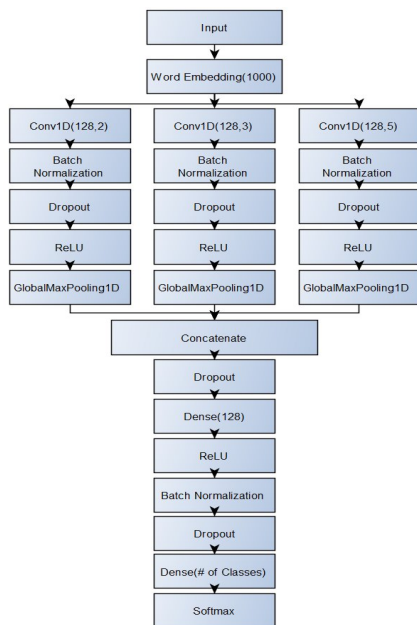 Input
Word Embedding(1000)
Conv1D(128,2)
Conv1D(128,3)
Conv1D(128,5)
Batch
Normalization
Batch
Normalization
Batch
Normalization
Dropout
Dropout
Dropout
ReLU
ReLU
ReLU
GlobalMaxPooling1D
GlobalMaxPooling1D
GlobalMaxPooling1D
Concatenate
Dropout
Dense(128)
ReLU
Batch Normalization
Dropout
Dense(# of Classes)
Softmax